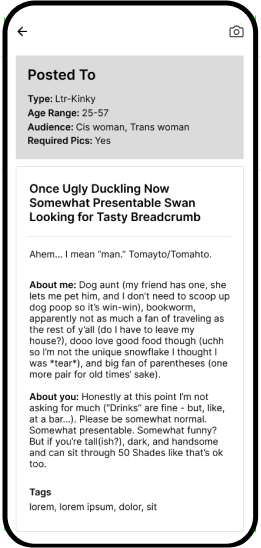 Posted To
Type: Ltr-Kinky
Age Range: 25-57
Audience: Cis woman, Trans woman
Required Pics: Yes
Once Ugly Duckling Now
Somewhat Presentable Swan
Looking for Tasty Breadcrumb
Ahem... I mean “man.” Tomayto/Tomahto.
About me: Dog aunt (my friend has one, she
lets me pet him, and I don’t need to scoop up
dog poop so it’s win-win), bookworm,
apparently not as much a fan of traveling as
the rest of y’all (do I have to leave my
house?), dooo love good food though (uchh
so I’m not the unique snowflake I thought I
was *tear*), and big fan of parentheses (one
more pair for old times’ sake).
About you: Honestly at this point I’m not
asking for much (“Drinks” are fine - but, like,
at a bar...). Please be somewhat normal.
Somewhat presentable. Somewhat funny?
But if you’re tall(ish?), dark, and handsome
and can sit through 50 Shades like that’s ok
too.
Tags
lorem, lorem ipsum, dolor, sit